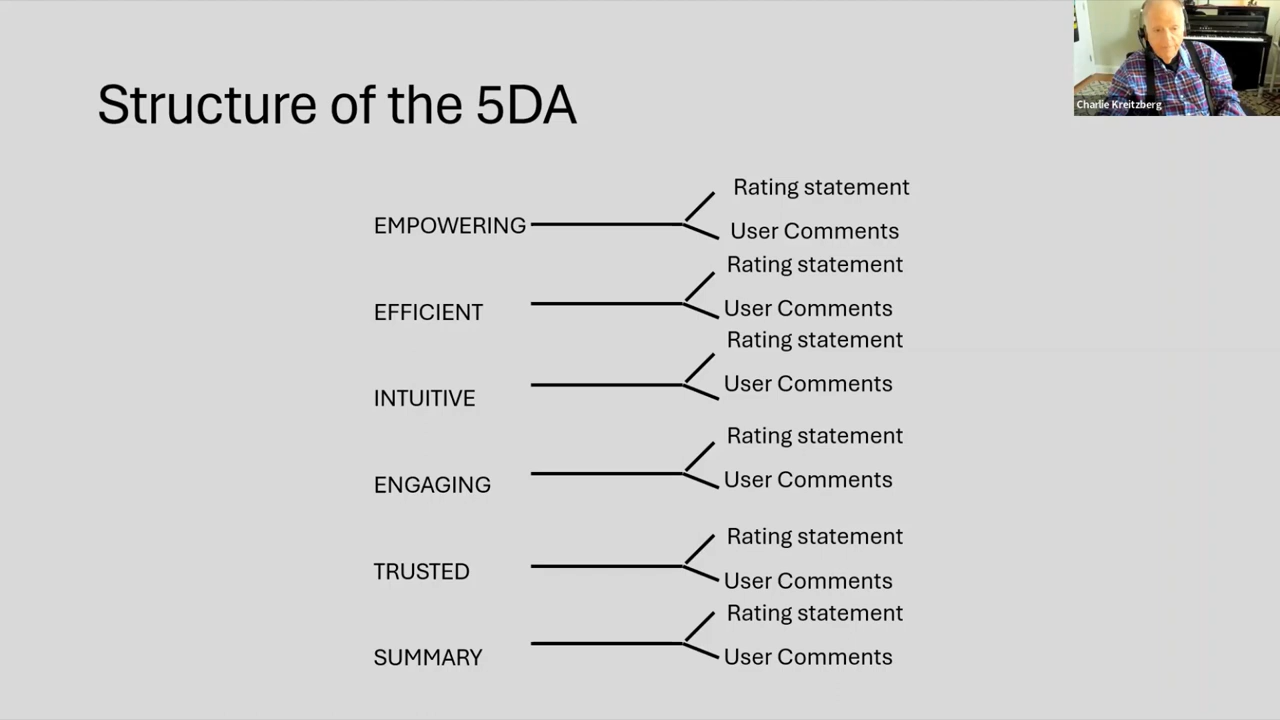 Structure of the 5DA
Charlie Kreitzberg
EMPOWERING
Rating statement
User Comments
EFFICIENT
Rating statement
User Comments
INTUITIVE
Rating statement
User Comments
ENGAGING
Rating statement
User Comments
TRUSTED
Rating statement
User Comments
SUMMARY
Rating statement
User Comments